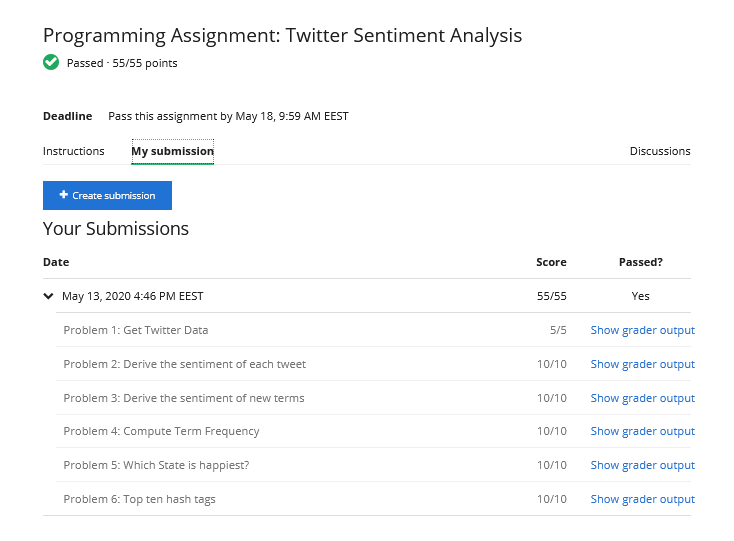 Programming Assignment: Twitter Sentiment Analysis
Passed · 55/55 points
Deadline Pass this assignment by May 18, 9:59 AM EEST
Instructions My submission Discussions
+ Create submission
Your Submissions
Date Score Passed?
May 13, 2020 4:46 PM EEST 55/55 Yes
Problem 1: Get Twitter Data 5/5 Show grader output
Problem 2: Derive the sentiment of each tweet 10/10 Show grader output
Problem 3: Derive the sentiment of new terms 10/10 Show grader output
Problem 4: Compute Term Frequency 10/10 Show grader output
Problem 5: Which State is happiest? 10/10 Show grader output
Problem 6: Top ten hash tags 10/10 Show grader output